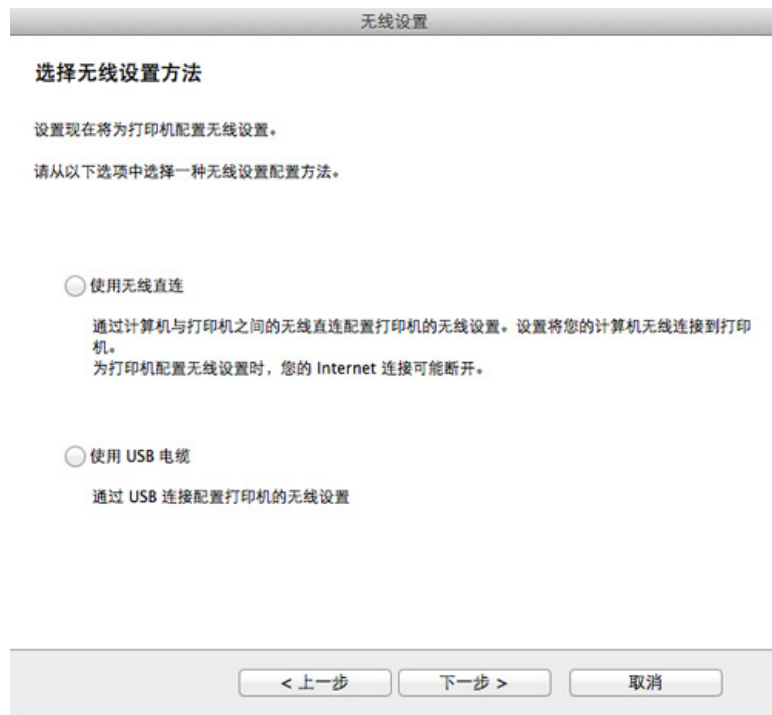 无线设置
选择无线设置方法
设置现在将为打印机配置无线设置。
请从以下选项中选择一种无线设置配置方法。
使用无线直连
通过计算机与打印机之间的无线直连配置打印机的无线设置。设置将您的计算机无线连接到打印
机。
为打印机配置无线设置时，您的 Internet 连接可能断开。
使用 USB 电缆
通过 USB 连接配置打印机的无线设置
< 上一步 下一步 > 取消